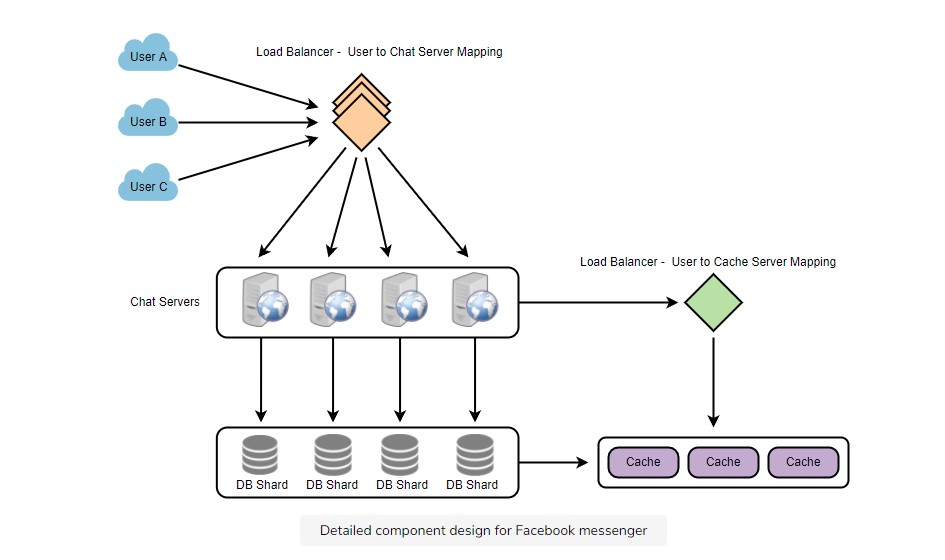 User A
Load Balancer -  User to Chat Server Mapping
User B
User C
Load Balancer -  User to Cache Server Mapping
Chat Servers
Cache Cache Cache
DB Shard DB Shard DB Shard DB Shard
Detailed component design for Facebook messenger